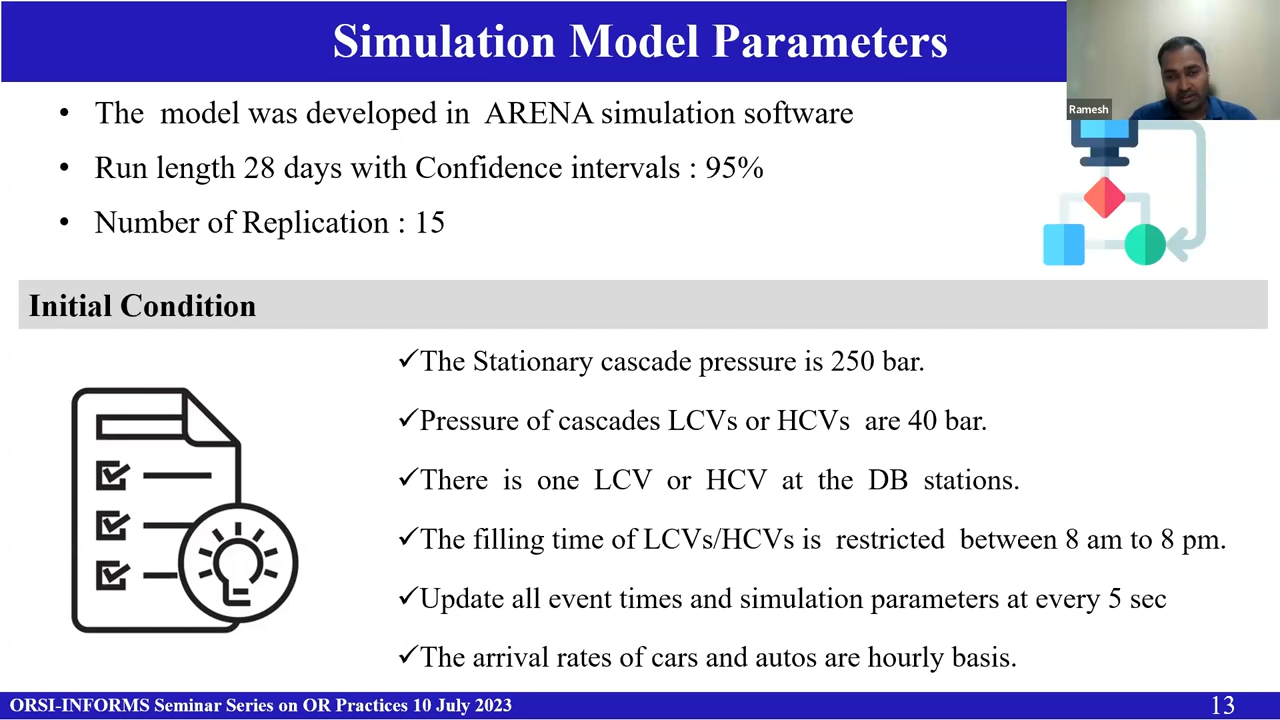 Simulation Model Parameters
Ramesh
• The model was developed in ARENA simulation software
• Run length 28 days with Confidence intervals : 95%
• Number of Replication : 15
Initial Condition
✓The Stationary cascade pressure is 250 bar.
✓Pressure of cascades LCVs or HCVs are 40 bar.
✓There is one LCV or HCV at the DB stations.
✓The filling time of LCVs/HCVs is restricted between 8 am to 8 pm.
✓Update all event times and simulation parameters at every 5 sec
✓The arrival rates of cars and autos are hourly basis.
ORSI-INFORMS Seminar Series on OR Practices 10 July 2023
13